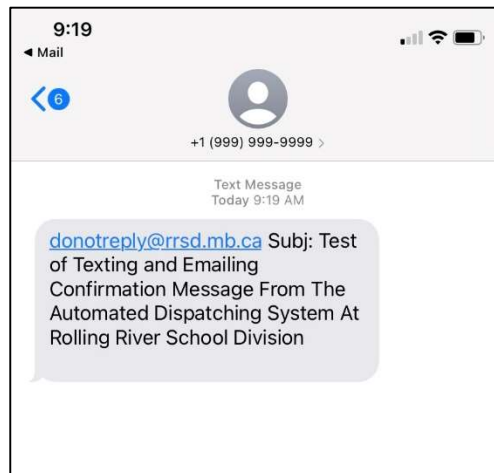 9:19
◀ Mail
6
+1 (999) 999-9999 >
Text Message
Today 9:19 AM
donotreply@rrsd.mb.ca Subj: Test
of Texting and Emailing
Confirmation Message From The
Automated Dispatching System At
Rolling River School Division